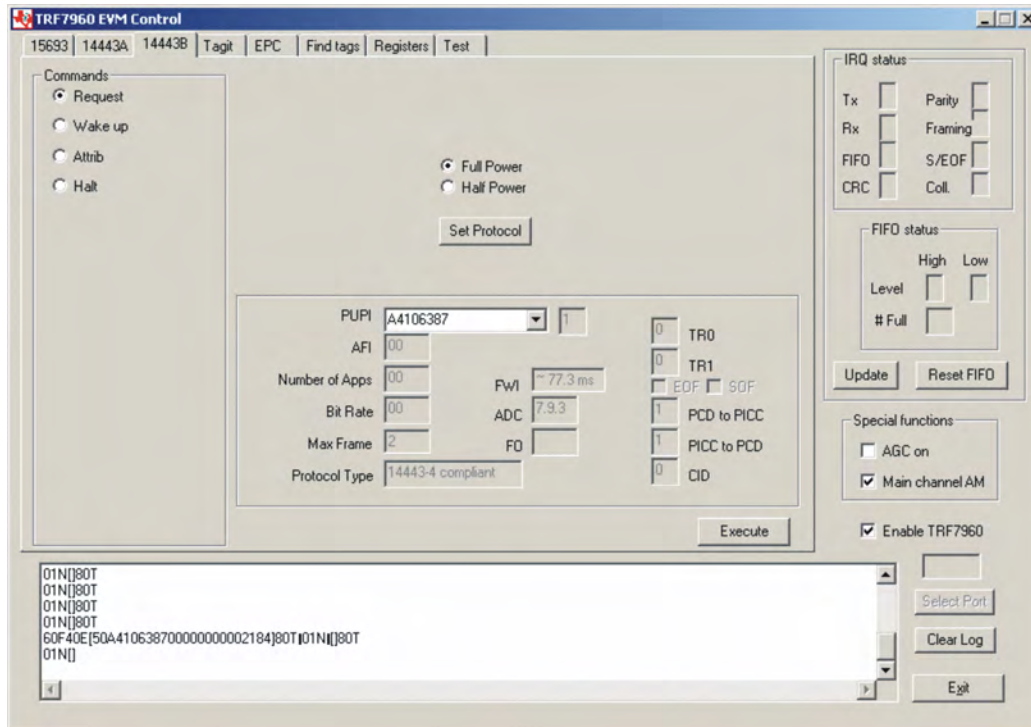 TRF7960 EVM Control
15693 14443A 14443B Tagit EPC Find tags Registers Test
Commands
Request
Wake up
Attrib
Halt
Full Power
Half Power
Set Protocol
PUPI A4106387 1
AFI 00
Number of Apps 00
Bit Rate 00
Max Frame 2
Protocol Type 14443-4 compliant
FWI ~ 77.3 ms
ADC 7.9.3
FO
0 TR0
0 TR1
EOF SOF
1 PCD to PICC
1 PICC to PCD
0 CID
Execute
IRQ status
Tx Parity
Rx Framing
FIFO S/EOF
CRC Coll.
FIFO status
High Low
Level
# Full
Update Reset FIFO
Special functions
AGC on
Main channel AM
Enable TRF7960
Select Port
Clear Log
Exit
01N[]80T
01N[]80T
01N[]80T
01N[]80T
01N[]